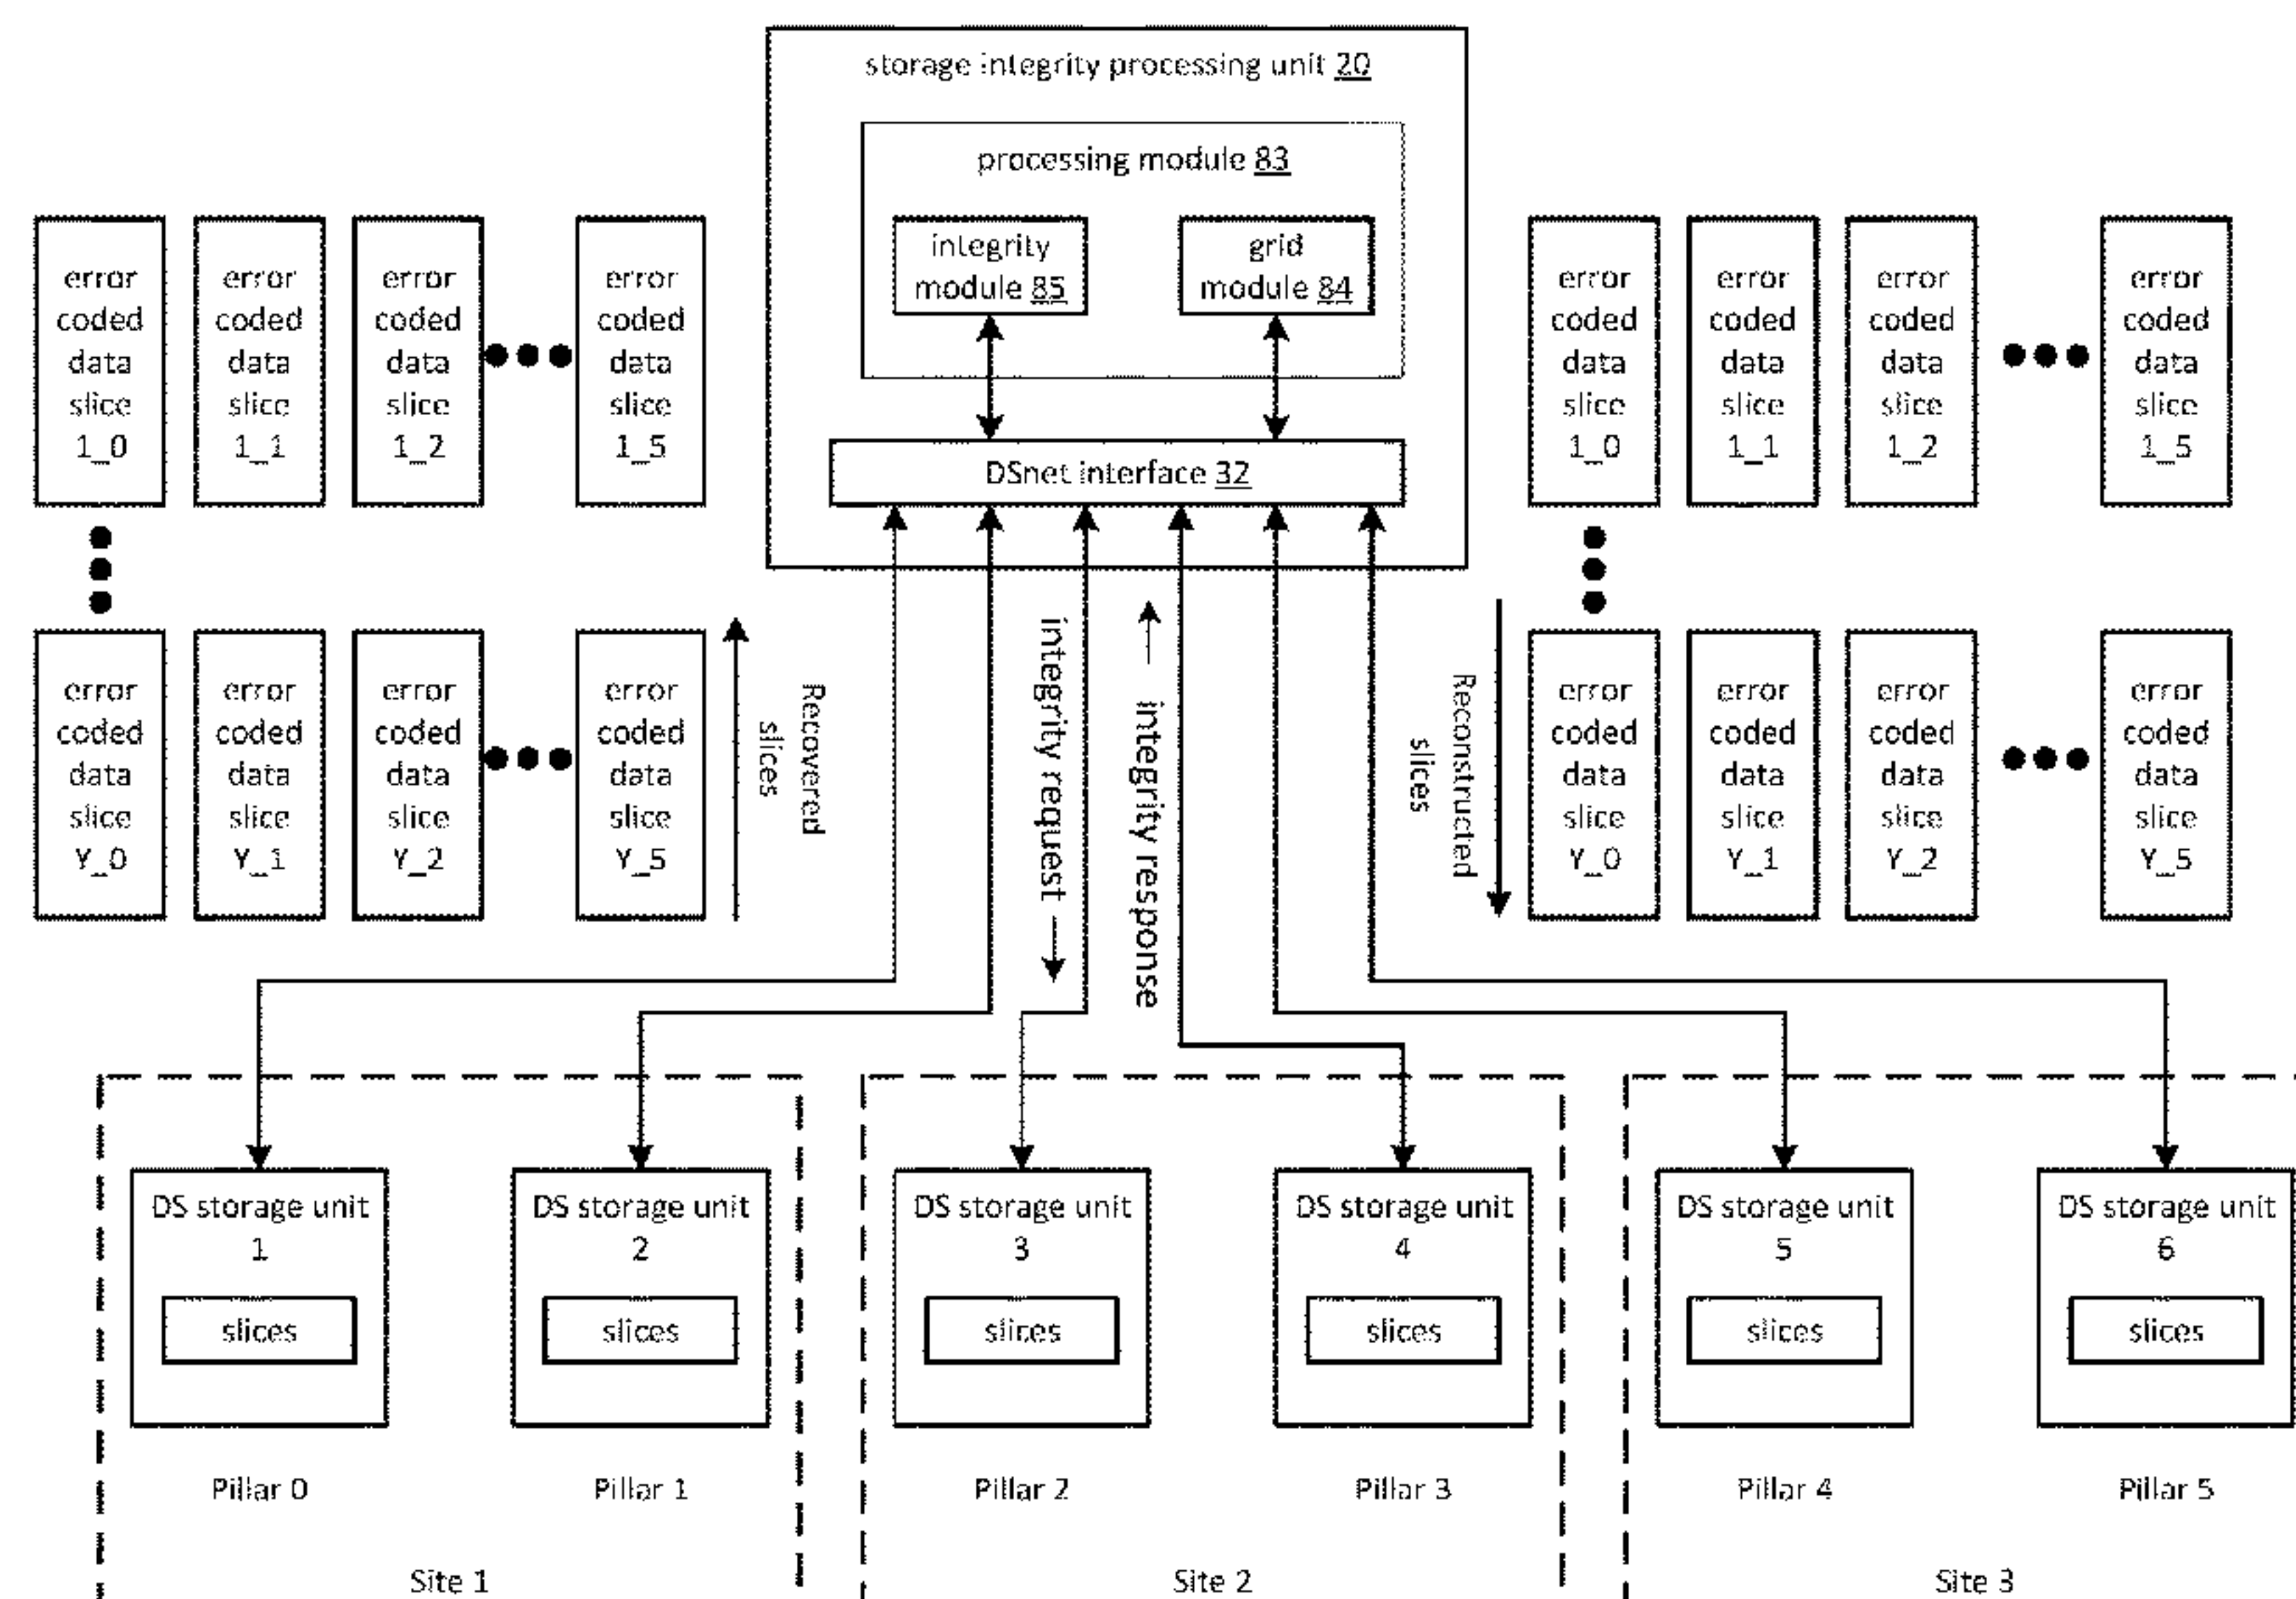 storage integrity processing unit 20
processing module 83
integrity
module 85
grid
module 84
DSnet interface 32
error
coded
data
slice
1_0
error
coded
data
slice
1_1
error
coded
data
slice
1_2
error
coded
data
slice
1_5
error
coded
data
slice
Y_0
error
coded
data
slice
Y_1
error
coded
data
slice
Y_2
error
coded
data
slice
Y_5
Recovered
slices
integrity request
integrity response
Reconstructed
slices
error
coded
data
slice
1_0
error
coded
data
slice
1_1
error
coded
data
slice
1_2
error
coded
data
slice
1_5
error
coded
data
slice
Y_0
error
coded
data
slice
Y_1
error
coded
data
slice
Y_2
error
coded
data
slice
Y_5
DS storage unit
1
slices
Pillar 0
DS storage unit
2
slices
Pillar 1
Site 1
DS storage unit
3
slices
Pillar 2
DS storage unit
4
slices
Pillar 3
Site 2
DS storage unit
5
slices
Pillar 4
DS storage unit
6
slices
Pillar 5
Site 3